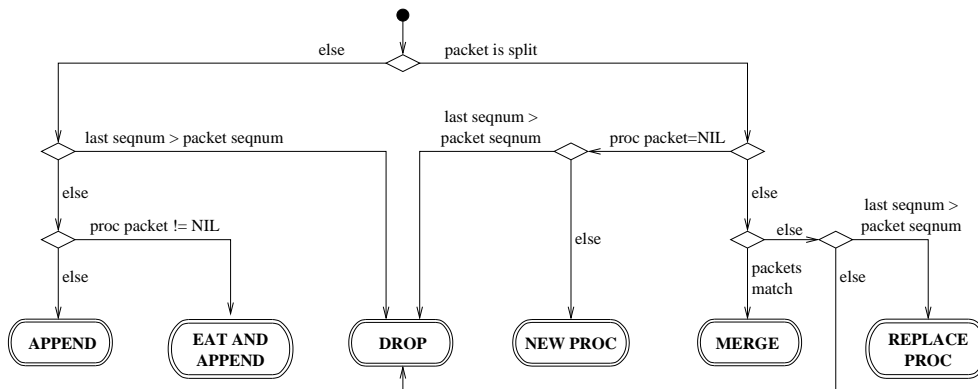 else
packet is split
last seqnum >
packet seqnum
last seqnum > packet seqnum
proc packet=NIL
else
else
last seqnum >
packet seqnum
proc packet != NIL
else
else
else
packets
match
else
APPEND
EAT AND
APPEND
DROP
NEW PROC
MERGE
REPLACE
PROC